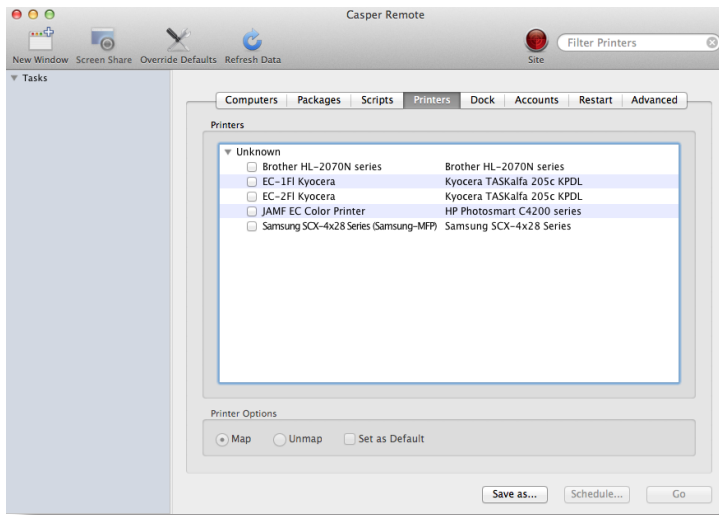 Casper Remote
New Window Screen Share Override Defaults Refresh Data Site Filter Printers
Tasks
Computers Packages Scripts Printers Dock Accounts Restart Advanced
Printers
Unknown
Brother HL-2070N series Brother HL-2070N series
EC-1Fl Kyocera Kyocera TASKalfa 205c KPDL
EC-2Fl Kyocera Kyocera TASKalfa 205c KPDL
JAMF EC Color Printer HP Photosmart C4200 series
Samsung SCX-4x28 Series (Samsung-MFP) Samsung SCX-4x28 Series
Printer Options
Map Unmap Set as Default
Save as... Schedule... Go